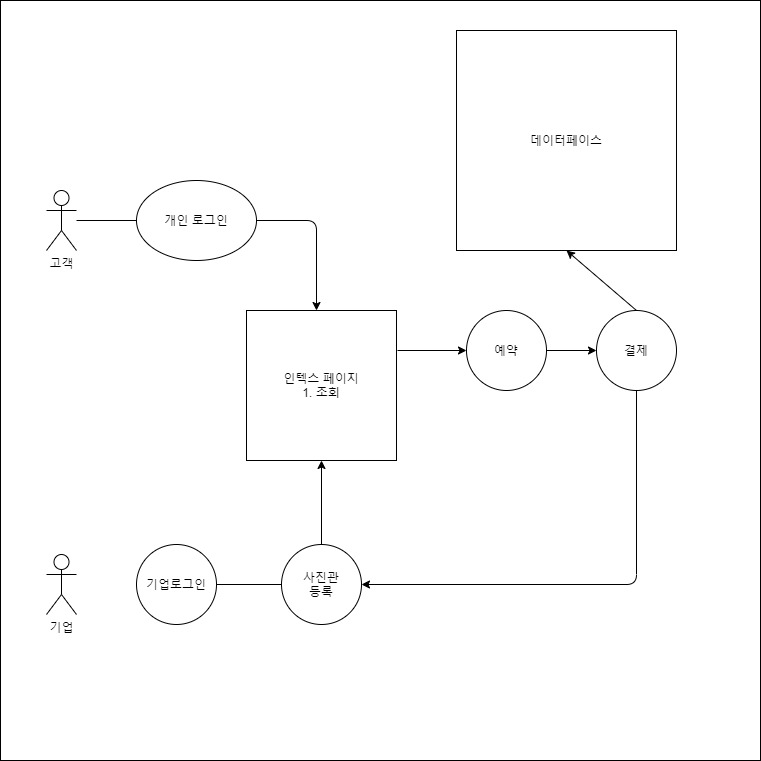 데이터페이스
개인 로그인
고객
인텍스 페이지
1. 조회
예약
결제
기업로그인
사진관
등록
기업